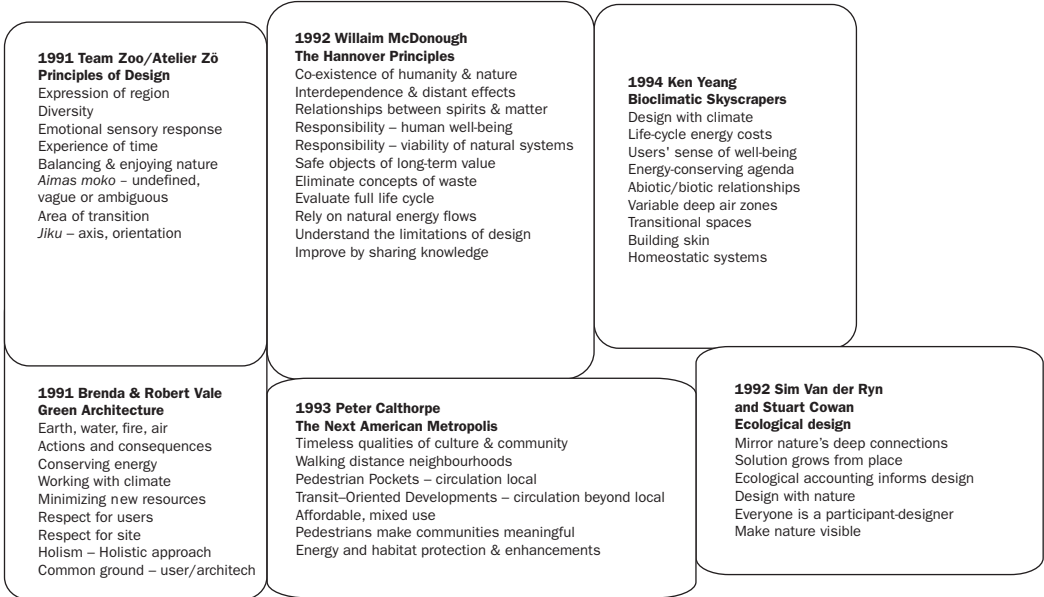 1991 Team Zoo/Atelier Zö
Principles of Design
Expression of region
Diversity
Emotional sensory response
Experience of time
Balancing & enjoying nature
Aimas moko – undefined,
vague or ambiguous
Area of transition
Jiku – axis, orientation
1992 Willaim McDonough
The Hannover Principles
Co-existence of humanity & nature
Interdependence & distant effects
Relationships between spirits & matter
Responsibility – human well-being
Responsibility – viability of natural systems
Safe objects of long-term value
Eliminate concepts of waste
Evaluate full life cycle
Rely on natural energy flows
Understand the limitations of design
Improve by sharing knowledge
1994 Ken Yeang
Bioclimatic Skyscrapers
Design with climate
Life-cycle energy costs
Users' sense of well-being
Energy-conserving agenda
Abiotic/biotic relationships
Variable deep air zones
Transitional spaces
Building skin
Homeostatic systems
1991 Brenda & Robert Vale
Green Architecture
Earth, water, fire, air
Actions and consequences
Conserving energy
Working with climate
Minimizing new resources
Respect for users
Respect for site
Holism – Holistic approach
Common ground – user/architech
1993 Peter Calthorpe
The Next American Metropolis
Timeless qualities of culture & community
Walking distance neighbourhoods
Pedestrian Pockets – circulation local
Transit–Oriented Developments – circulation beyond local
Affordable, mixed use
Pedestrians make communities meaningful
Energy and habitat protection & enhancements
1992 Sim Van der Ryn
and Stuart Cowan
Ecological design
Mirror nature’s deep connections
Solution grows from place
Ecological accounting informs design
Design with nature
Everyone is a participant-designer
Make nature visible